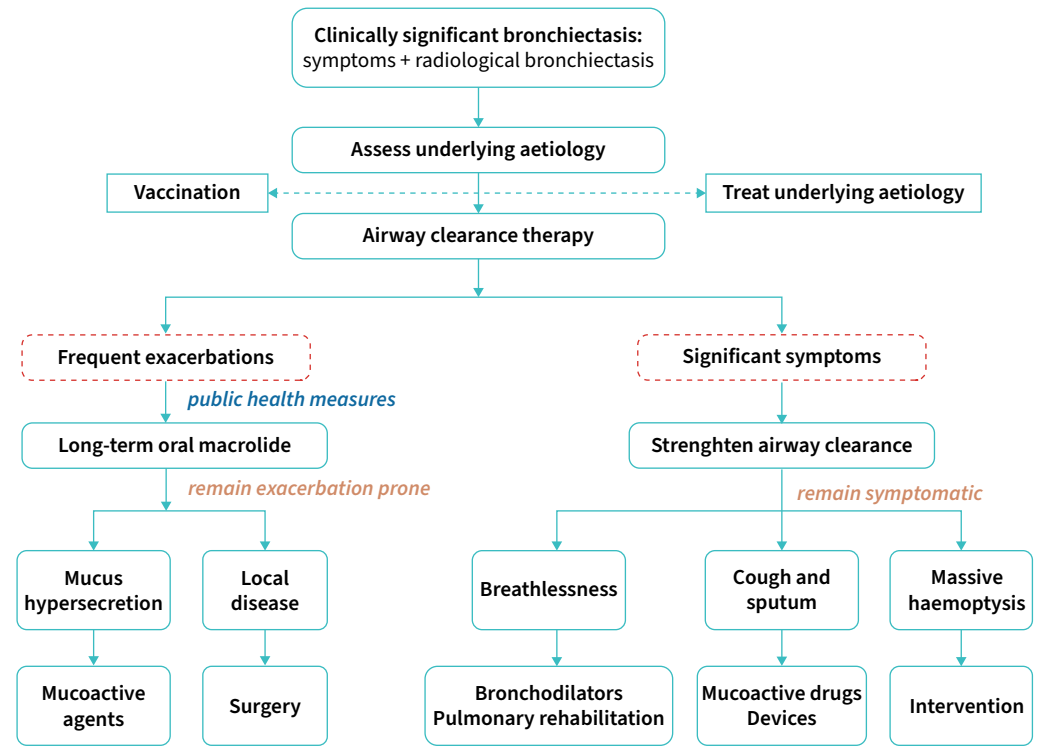 Clinically significant bronchiectasis:
symptoms + radiological bronchiectasis
Assess underlying aetiology
Vaccination
Treat underlying aetiology
Airway clearance therapy
Frequent exacerbations
Significant symptoms
public health measures
Long-term oral macrolide
Strenghten airway clearance
remain exacerbation prone
remain symptomatic
Mucus
hypersecretion
Local
disease
Breathlessness
Cough and
sputum
Massive
haemoptysis
Mucoactive
agents
Surgery
Bronchodilators
Pulmonary rehabilitation
Mucoactive drugs
Devices
Intervention